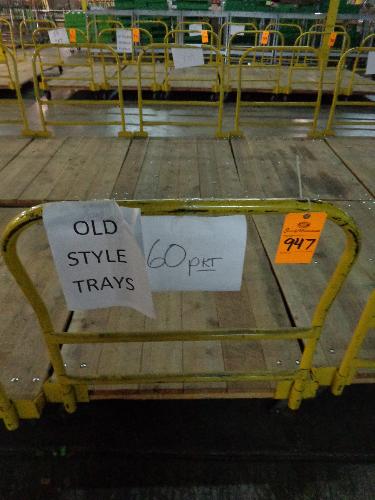 OLD
STYLE
TRAYS
60 PKT
947